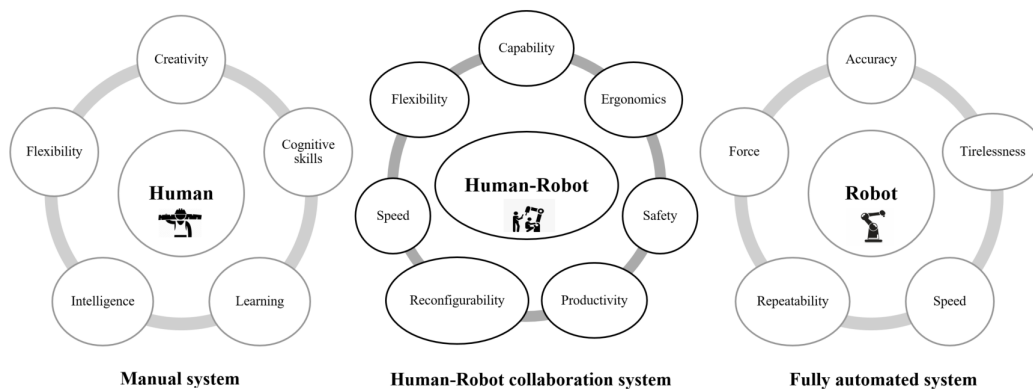 Creativity
Flexibility
Cognitive
skills
Human
Intelligence
Learning
Manual system
Capability
Flexibility
Ergonomics
Human-Robot
Speed
Safety
Reconfigurability
Productivity
Human-Robot collaboration system
Accuracy
Force
Tirelessness
Robot
Repeatability
Speed
Fully automated system